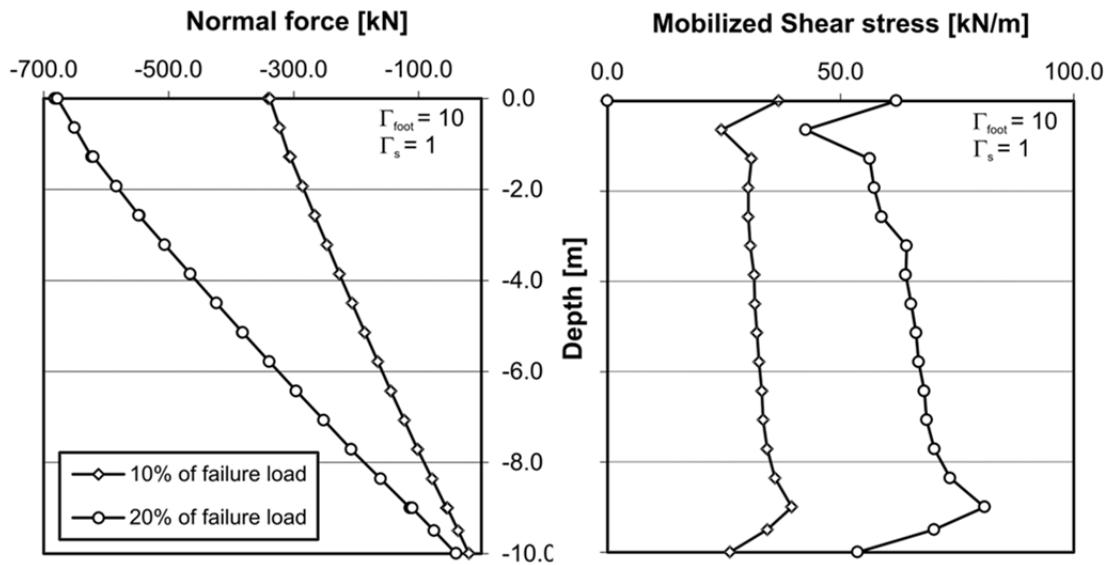 Normal force [kN]
-700.0 -500.0 -300.0 -100.0
0.0
-2.0
-4.0
-6.0
-8.0
-10.0
Γfoot = 10
Γs = 1
10% of failure load
20% of failure load
Mobilized Shear stress [kN/m]
0.0 50.0 100.0
Depth [m]
Γfoot = 10
Γs = 1